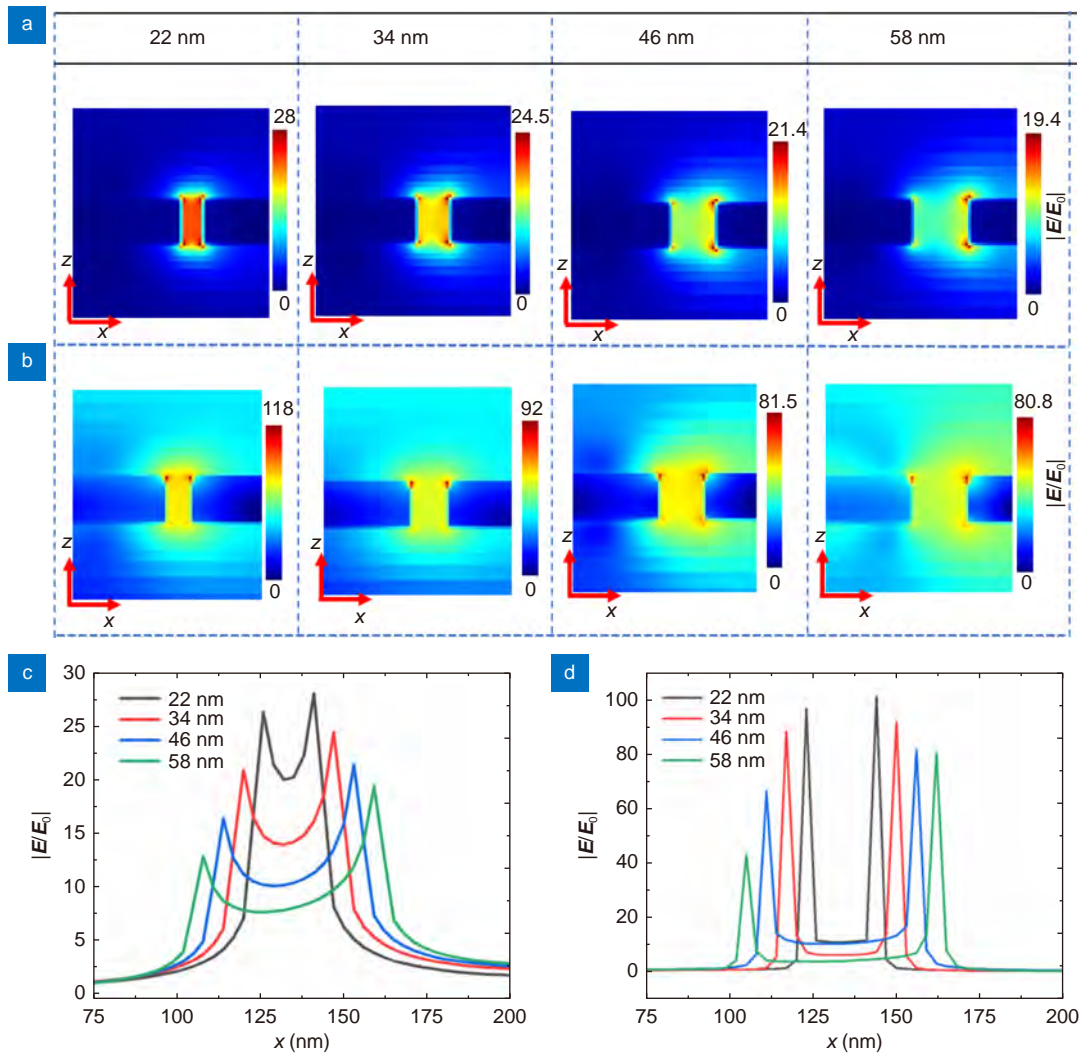 a
22 nm 34 nm 46 nm 58 nm
28 24.5 21.4 19.4
|E/E0|
0 0 0 0
z z z z
x x x x
b
118 92 81.5 80.8
|E/E0|
0 0 0 0
z z z z
x x x x
c
30
25
20
15
10
5
0
|E/E0|
22 nm
34 nm
46 nm
58 nm
75 100 125 150 175 200
x (nm)
d
100
80
60
40
20
0
|E/E0|
22 nm
34 nm
46 nm
58 nm
75 100 125 150 175 200
x (nm)